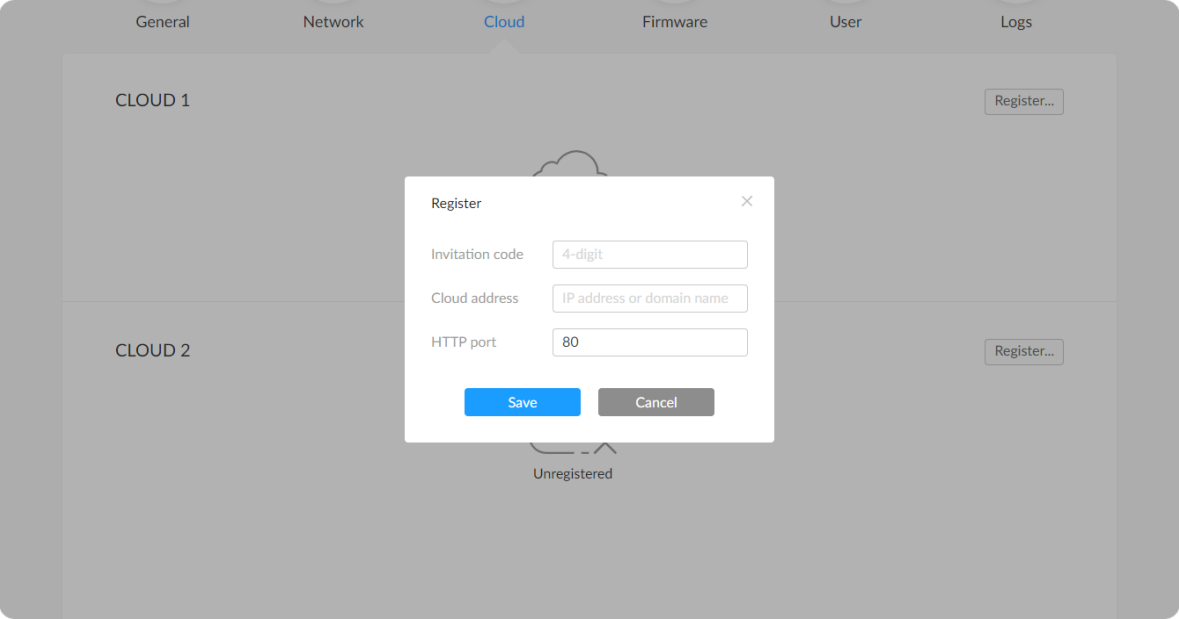 General Network Cloud Firmware User Logs
CLOUD 1 Register...
Register
Invitation code 4-digit
Cloud address IP address or domain name
HTTP port 80
CLOUD 2 Register...
Save Cancel
Unregistered